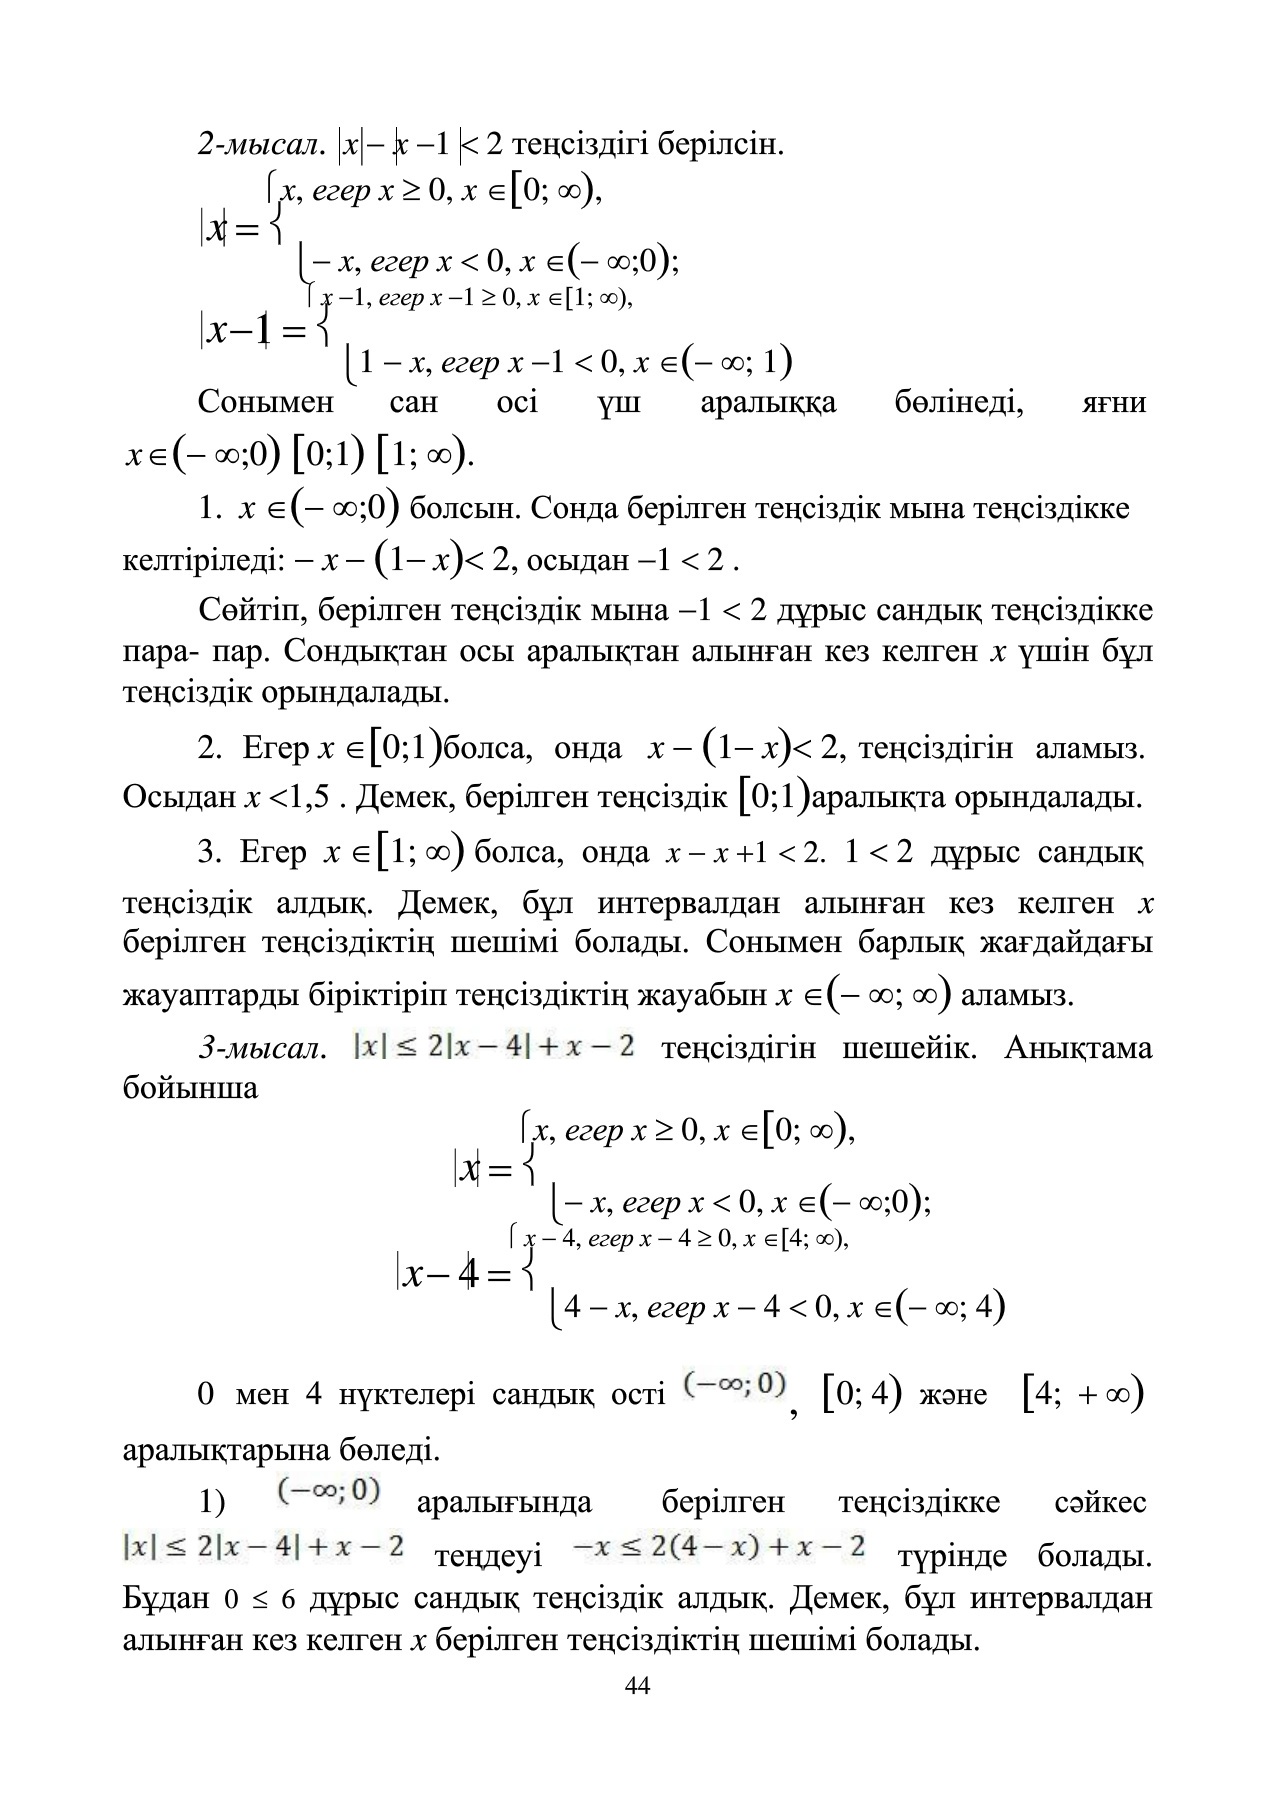 2-мысал. |x| − |x −1 | < 2 теңсіздігі берілсін.
⎧x, егер x ≥ 0, x ∈[0; ∞),
|x| = ⎨
⎩− x, егер x < 0, x ∈(− ∞;0);
⎧x −1, егер x −1 ≥ 0, x ∈[1; ∞),
|x−1| = ⎨
⎩1 − x, егер x −1 < 0, x ∈(− ∞; 1)
Сонымен сан осі үш аралыққа бөлінеді, яғни
x∈(− ∞;0) [0;1) [1; ∞).
1. x ∈(− ∞;0) болсын. Сонда берілген теңсіздік мына теңсіздікке
келтіріледі: − x − (1− x)< 2, осыдан −1 < 2 .
Сөйтіп, берілген теңсіздік мына −1 < 2 дұрыс сандық теңсіздікке
пара- пар. Сондықтан осы аралықтан алынған кез келген x үшін бұл
теңсіздік орындалады.
2. Егер x ∈[0;1)болса, онда x − (1− x)< 2, теңсіздігін аламыз.
Осыдан x <1,5 . Демек, берілген теңсіздік [0;1)аралықта орындалады.
3. Егер x ∈[1; ∞) болса, онда x − x +1 < 2. 1 < 2 дұрыс сандық
теңсіздік алдық. Демек, бұл интервалдан алынған кез келген x
берілген теңсіздіктің шешімі болады. Сонымен барлық жағдайдағы
жауаптарды біріктіріп теңсіздіктің жауабын x ∈(− ∞; ∞) аламыз.
3-мысал. |x| ≤ 2|x − 4| + x − 2 теңсіздігін шешейік. Анықтама
бойынша
⎧x, егер x ≥ 0, x ∈[0; ∞),
|x| = ⎨
⎩− x, егер x < 0, x ∈(− ∞;0);
⎧x − 4, егер x − 4 ≥ 0, x ∈[4; ∞),
|x− 4| = ⎨
⎩4 − x, егер x − 4 < 0, x ∈(− ∞; 4)
0 мен 4 нүктелері сандық ості (−∞; 0) , [0; 4) және [4; + ∞)
аралықтарына бөледі.
1) (−∞; 0) аралығында берілген теңсіздікке сәйкес
|x| ≤ 2|x − 4| + x − 2 теңдеуі −x ≤ 2(4 − x) + x − 2 түрінде болады.
Бұдан 0 ≤ 6 дұрыс сандық теңсіздік алдық. Демек, бұл интервалдан
алынған кез келген x берілген теңсіздіктің шешімі болады.
44